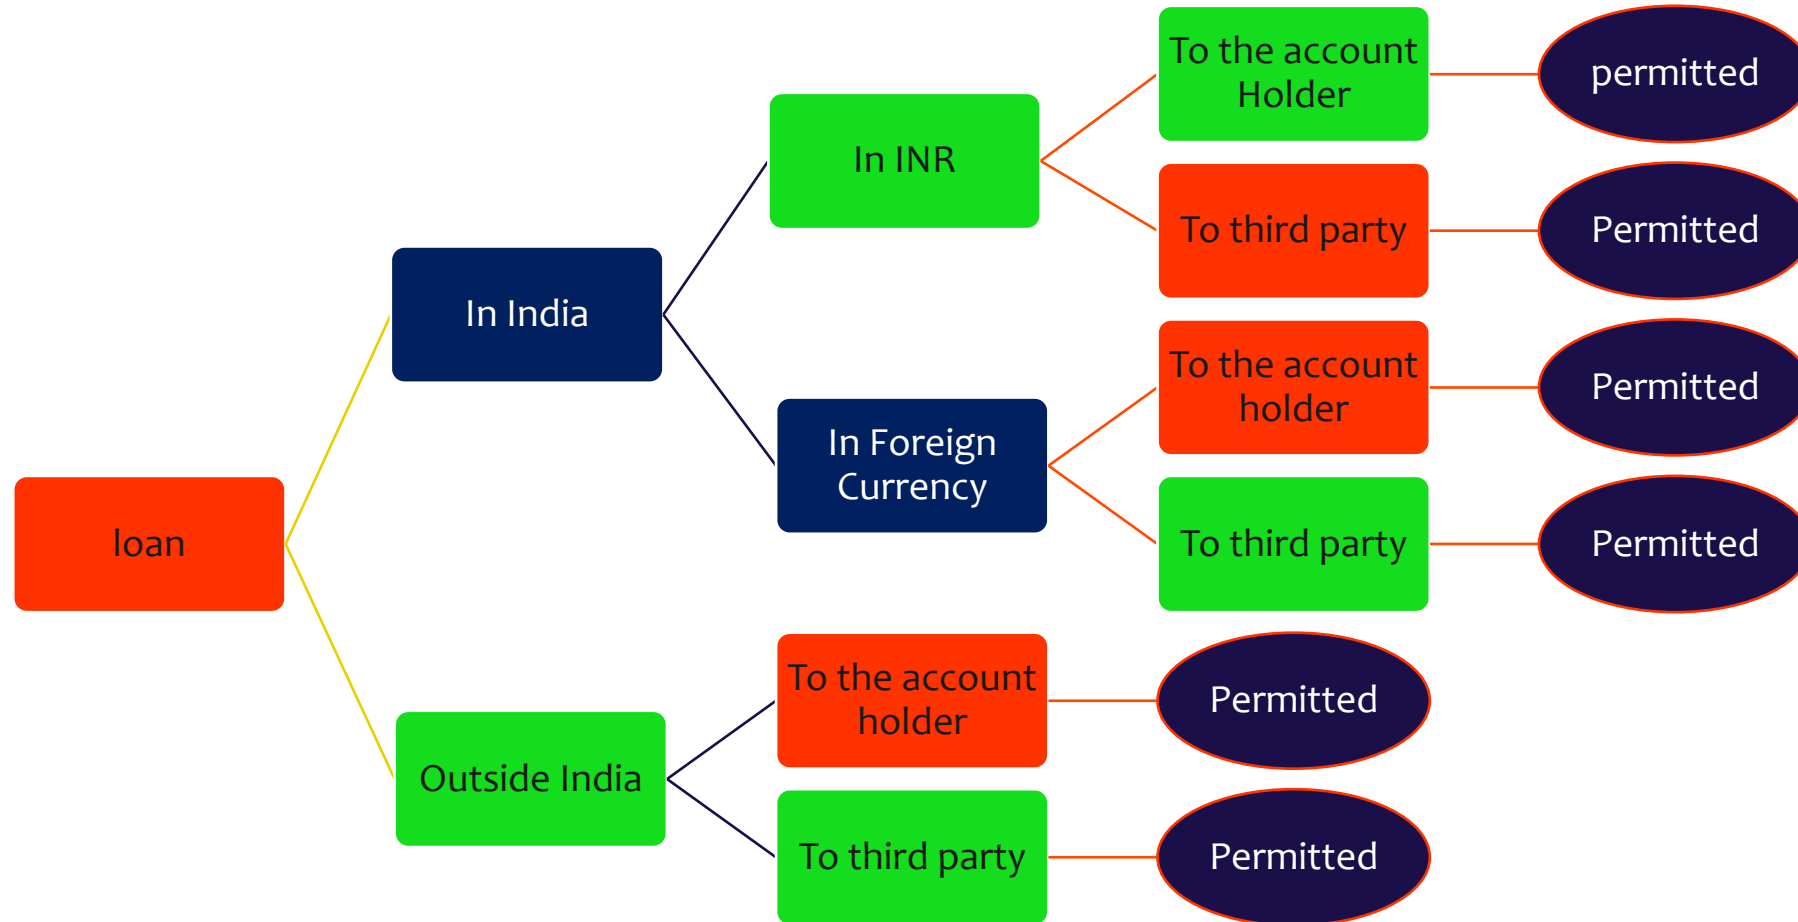 To the account
Holder
permitted
In INR
To third party
Permitted
In India
To the account
holder
Permitted
In Foreign
Currency
To third party
Permitted
loan
To the account
holder
Permitted
Outside India
To third party
Permitted